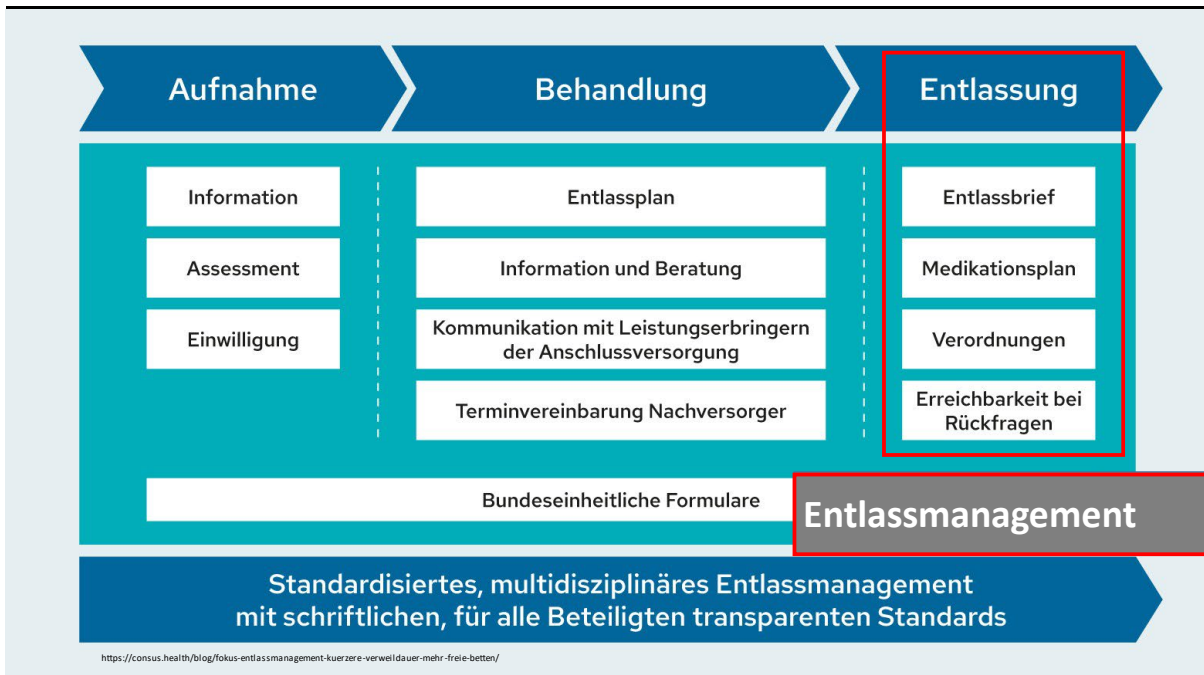 Aufnahme
Behandlung
Entlassung
Information
Assessment
Einwilligung
Entlassplan
Information und Beratung
Kommunikation mit Leistungserbringern
der Anschlussversorgung
Terminvereinbarung Nachversorger
Entlassbrief
Medikationsplan
Verordnungen
Erreichbarkeit bei
Rückfragen
Bundeseinheitliche Formulare
Entlassmanagement
Standardisiertes, multidisziplinäres Entlassmanagement
mit schriftlichen, für alle Beteiligten transparenten Standards
https://consus.health/blog/fokus-entlassmanagement-kuerzere-verweildauer-mehr-freie-betten/